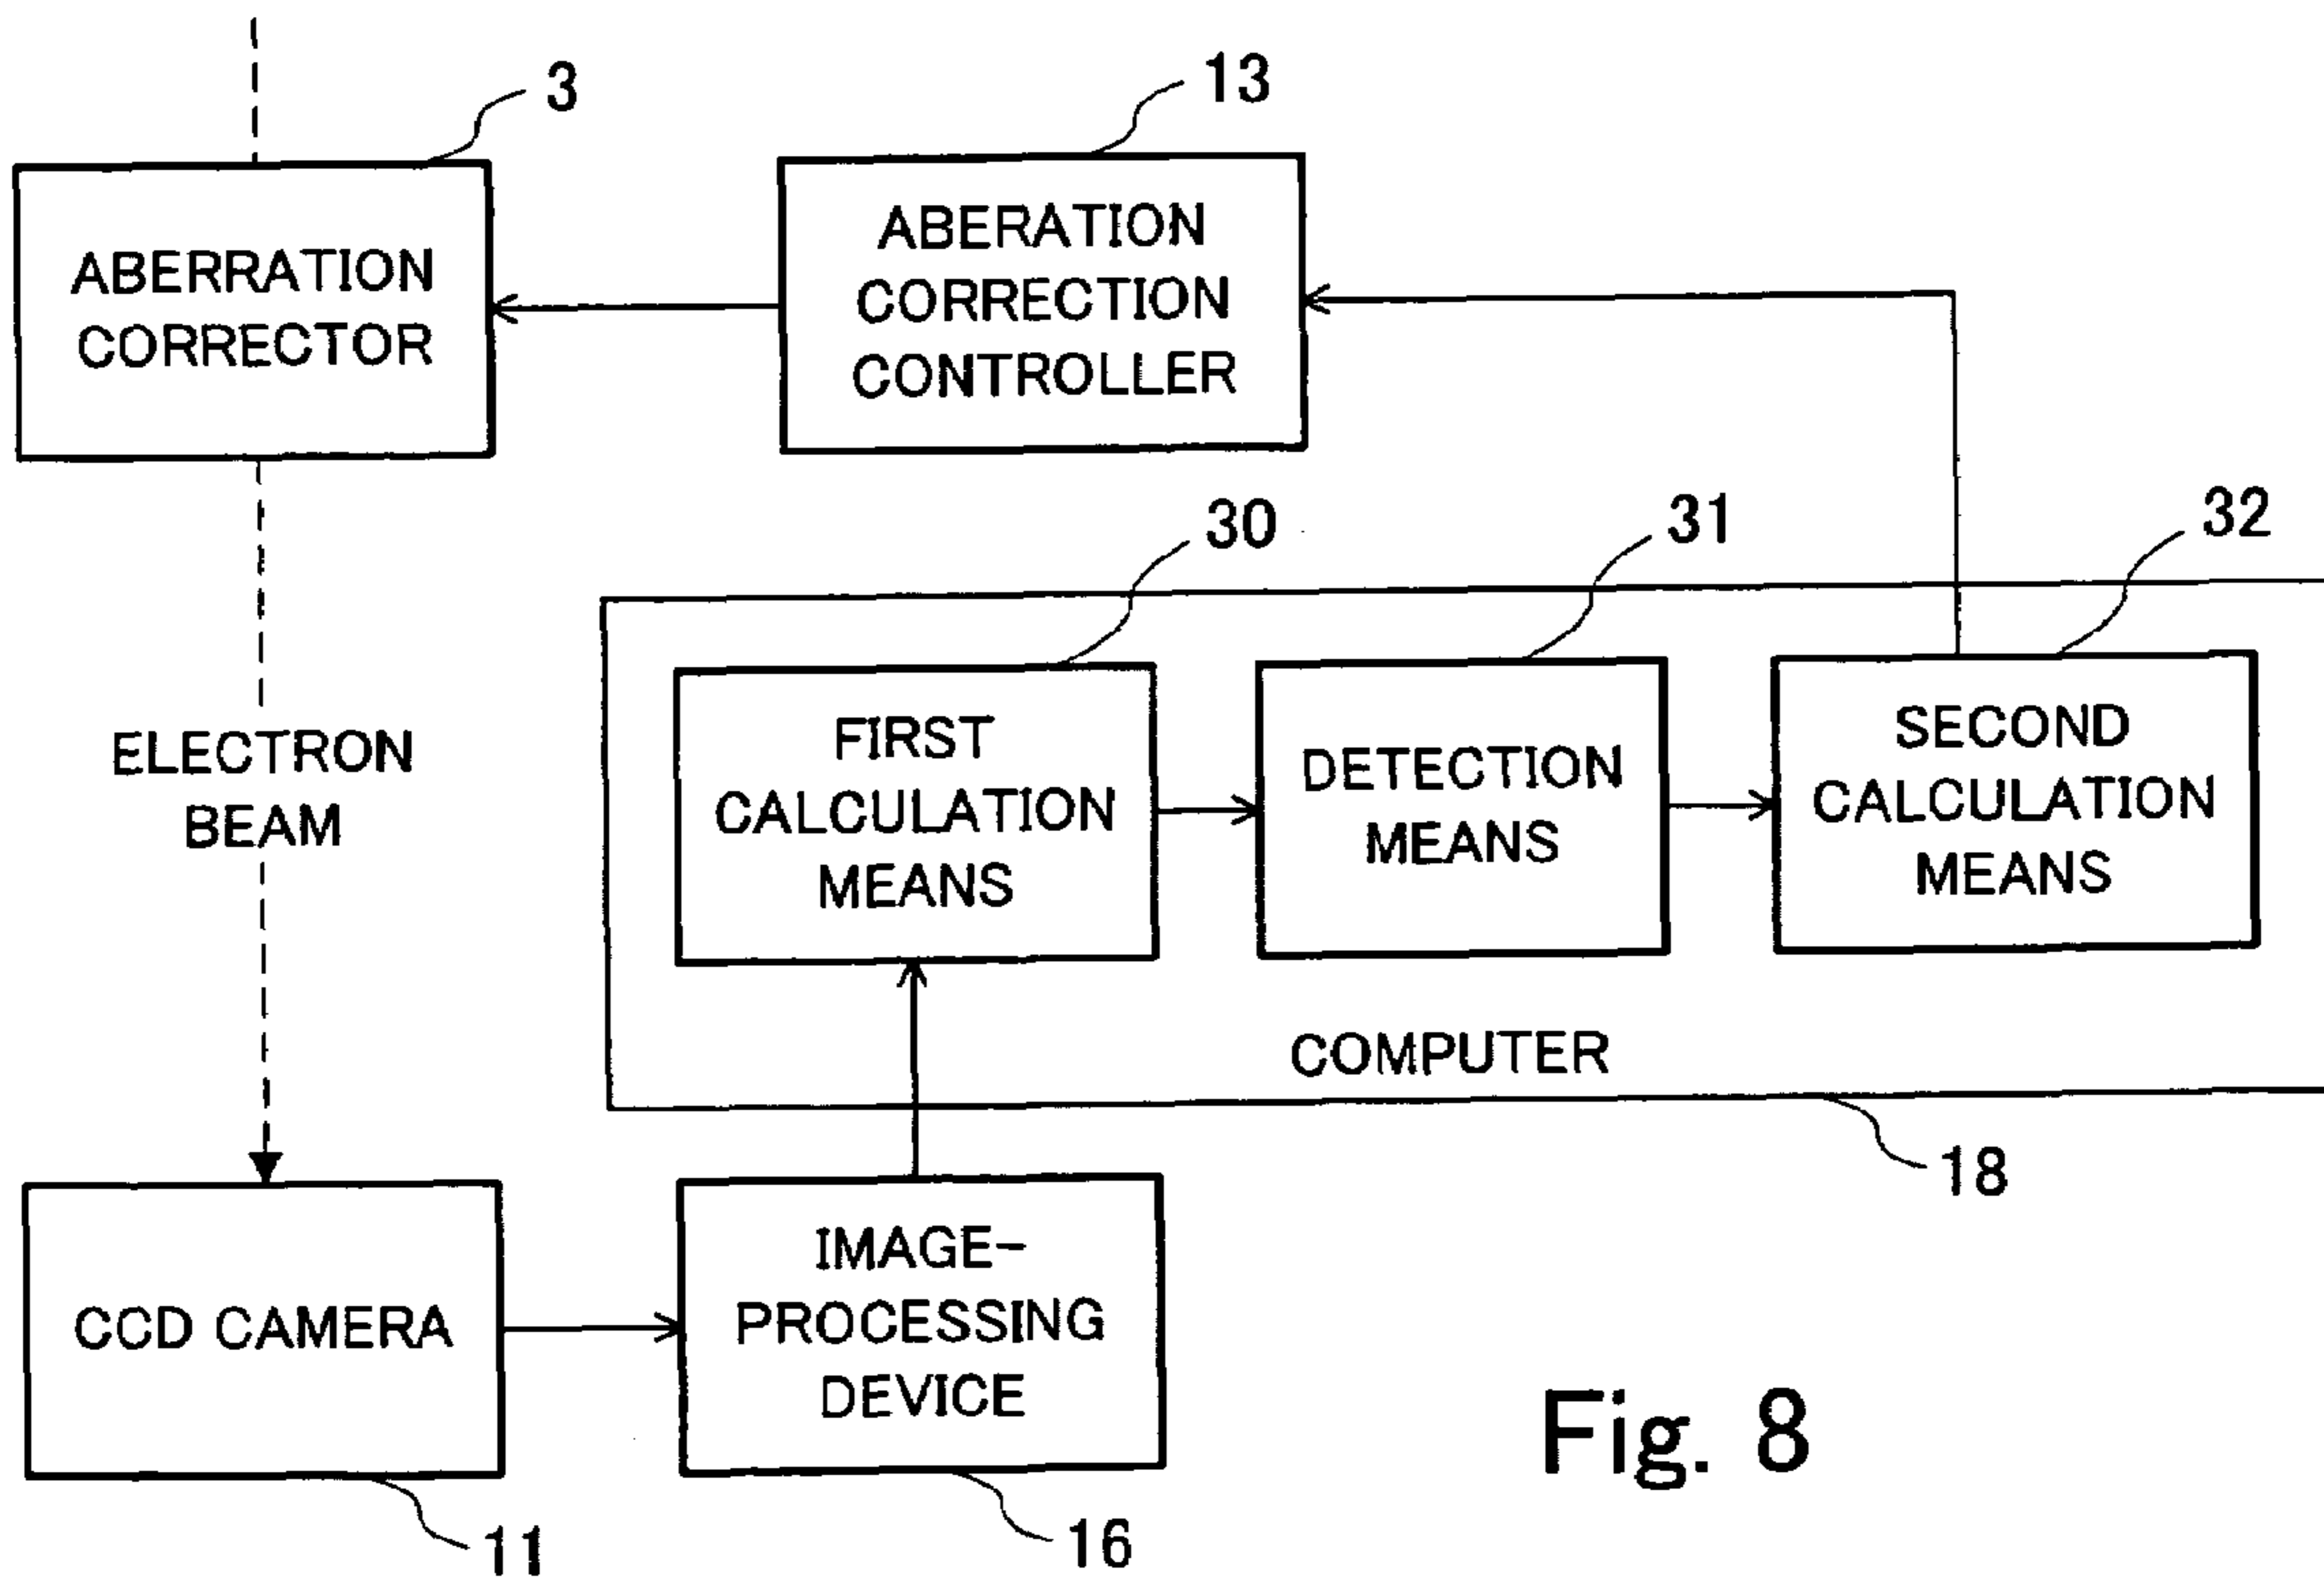 3
13
ABERRATION
CORRECTOR
ABERATION
CORRECTION
CONTROLLER
30
31
32
ELECTRON
BEAM
FIRST
CALCULATION
MEANS
DETECTION
MEANS
SECOND
CALCULATION
MEANS
COMPUTER
18
CCD CAMERA
IMAGE-
PROCESSING
DEVICE
11
16
Fig. 8